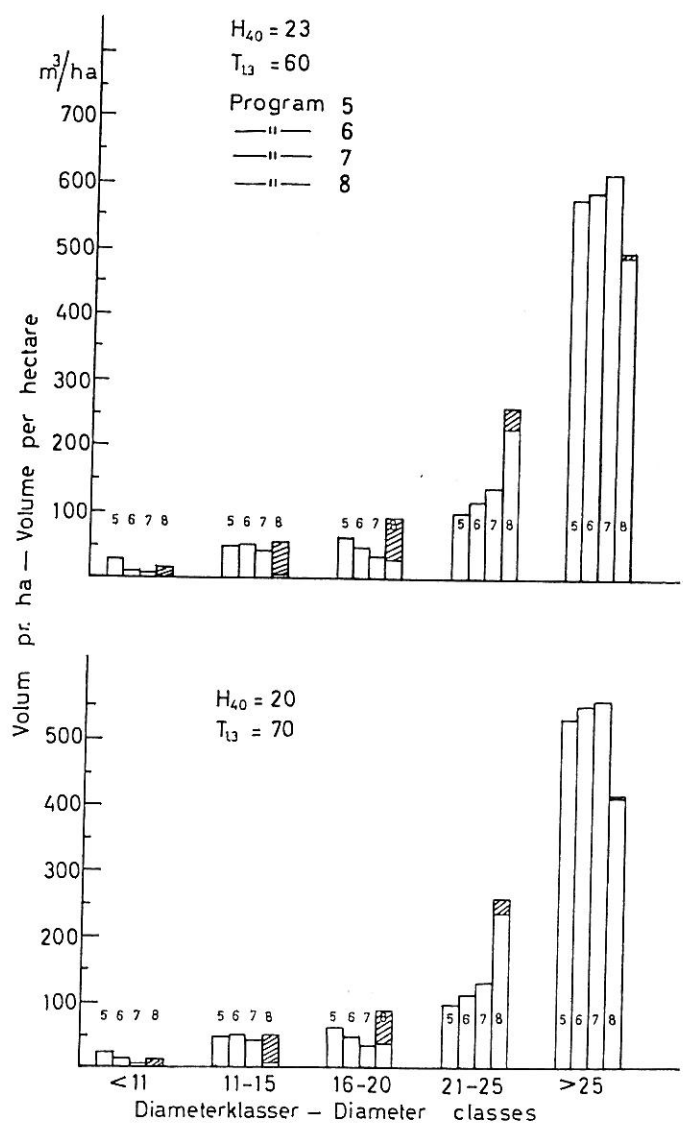 H₄₀ = 23
m³/ha
T₁.₃ = 60
Program 5
—"— 6
—"— 7
—"— 8
700
600
500
400
300
200
100
5 6 7 8
5 6 7 8
5 6 7 8
5 6 7 8
5 6 7 8
Volum pr. ha — Volume per hectare
H₄₀ = 20
T₁.₃ = 70
500
400
300
200
100
5 6 7 8
5 6 7 8
5 6 7 8
5 6 7 8
5 6 7 8
<11 11-15 16-20 21-25 >25
Diameterklasser – Diameter classes